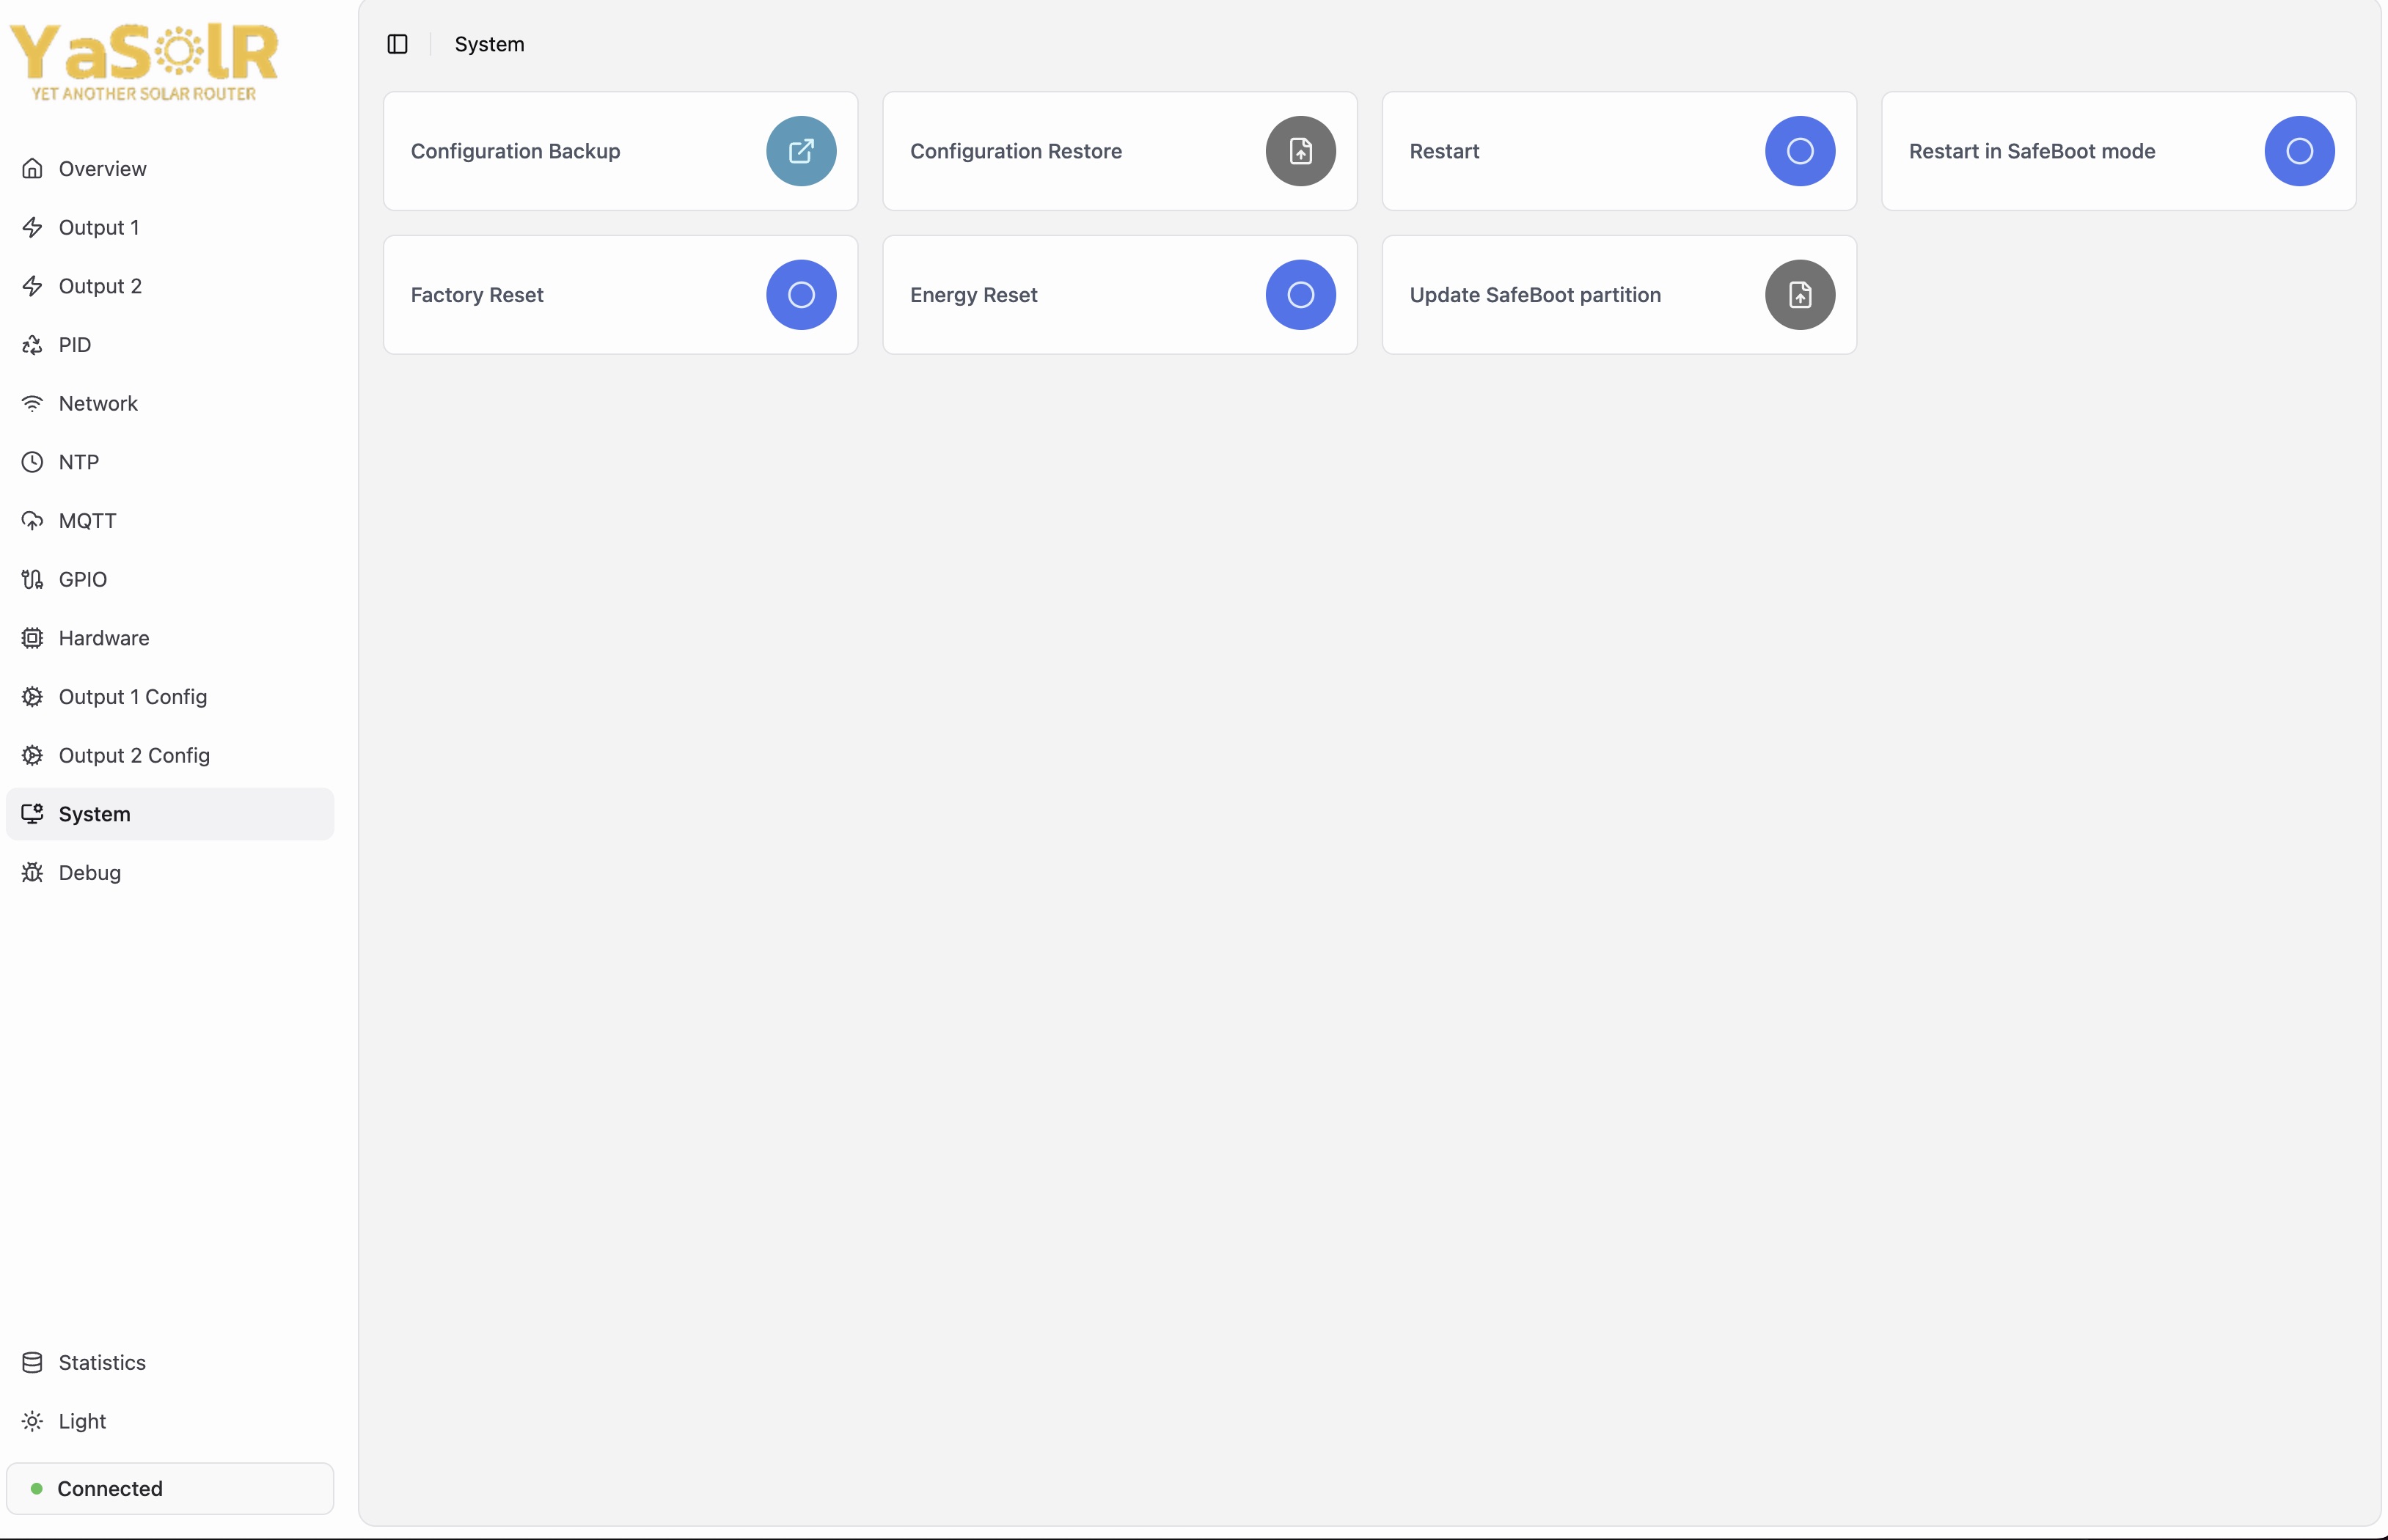 YaSolR
YET ANOTHER SOLAR ROUTER
Overview
Output 1
Output 2
PID
Network
NTP
MQTT
GPIO
Hardware
Output 1 Config
Output 2 Config
System
Debug
Statistics
Light
Connected
System
Configuration Backup
Configuration Restore
Restart
Restart in SafeBoot mode
Factory Reset
Energy Reset
Update SafeBoot partition